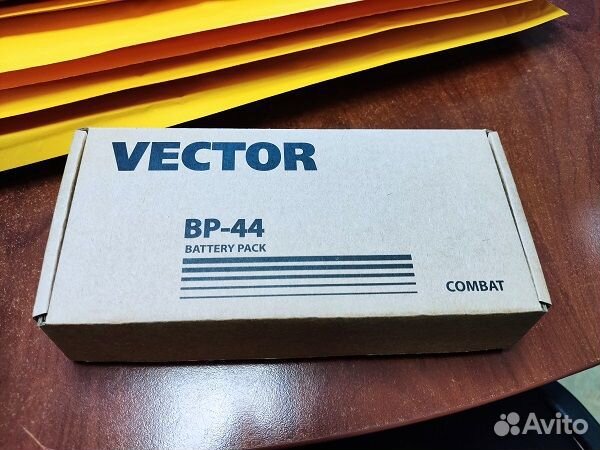 VECTOR
BP-44
BATTERY PACK
COMBAT
Avito